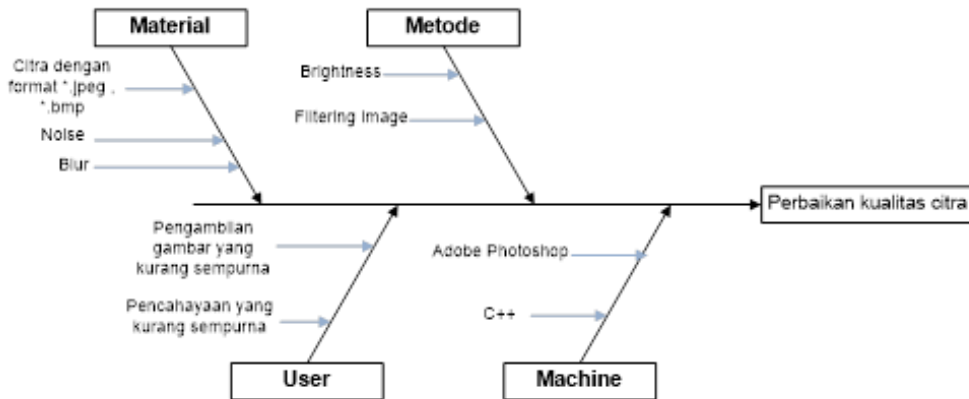 Material
Metode
Citra dengan
format *.jpeg ,
*.bmp
Brightness
Filtering Image
Noise
Blur
Perbaikan kualitas citra
Pengambilan
gambar yang
kurang sempurna
Adobe Photoshop
Pencahayaan yang
kurang sempurna
C++
User
Machine